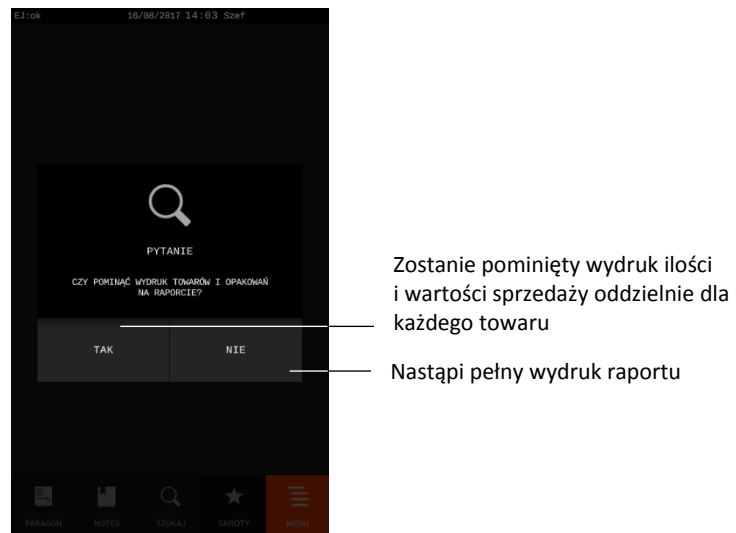 EJ:ok 16/08/2017 14:03 Szef
PYTANIE
CZY POMINĄĆ WYDRUK TOWARÓW I OPAKOWAŃ
NA RAPORCIE?
TAK NIE
Zostanie pominięty wydruk ilości
i wartości sprzedaży oddzielnie dla
każdego towaru
Nastąpi pełny wydruk raportu
PARAGON NOTES SZUKAJ SKRÓTY MENU